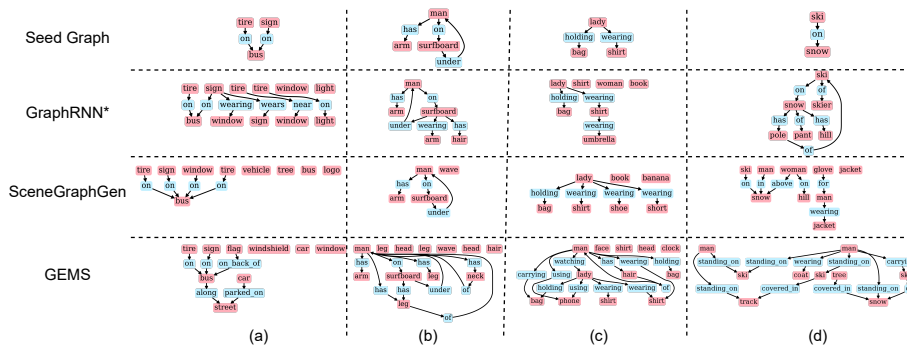 Seed Graph
tire sign
on on
bus
man
has on
arm surfboard
under
lady
holding wearing
bag shirt
ski
on
snow
GraphRNN*
tire sign tire tire window light
on on wearing wears near on
bus window sign window light
man
has on
arm surfboard
under wearing has
arm hair
lady shirt woman book
holding wearing
bag shirt
wearing
umbrella
ski
on of
snow skier
has of has
pole pant hill
of
SceneGraphGen
tire sign window tire vehicle tree bus logo
on on on on
bus
man wave
has on
arm surfboard
under
lady book banana
holding wearing wearing wearing
bag shirt shoe short
ski man woman glove jacket
on in above on for
snow hill man
wearing
jacket
GEMS
tire sign flag windshield car window
on on back of
bus car
along parked_on
street
man leg head leg wave head hair
has on has has
arm surfboard leg neck
has has under of
leg
of
man face shirt head clock
watching has wearing holding
carrying using lady hair bag
holding using wearing wearing of
bag phone shirt shirt
man man
standing_on standing_on wearing standing_on carryi
ski coat ski tree sk
standing_on covered_in covered_in standing_on
track snow
(a) (b) (c) (d)